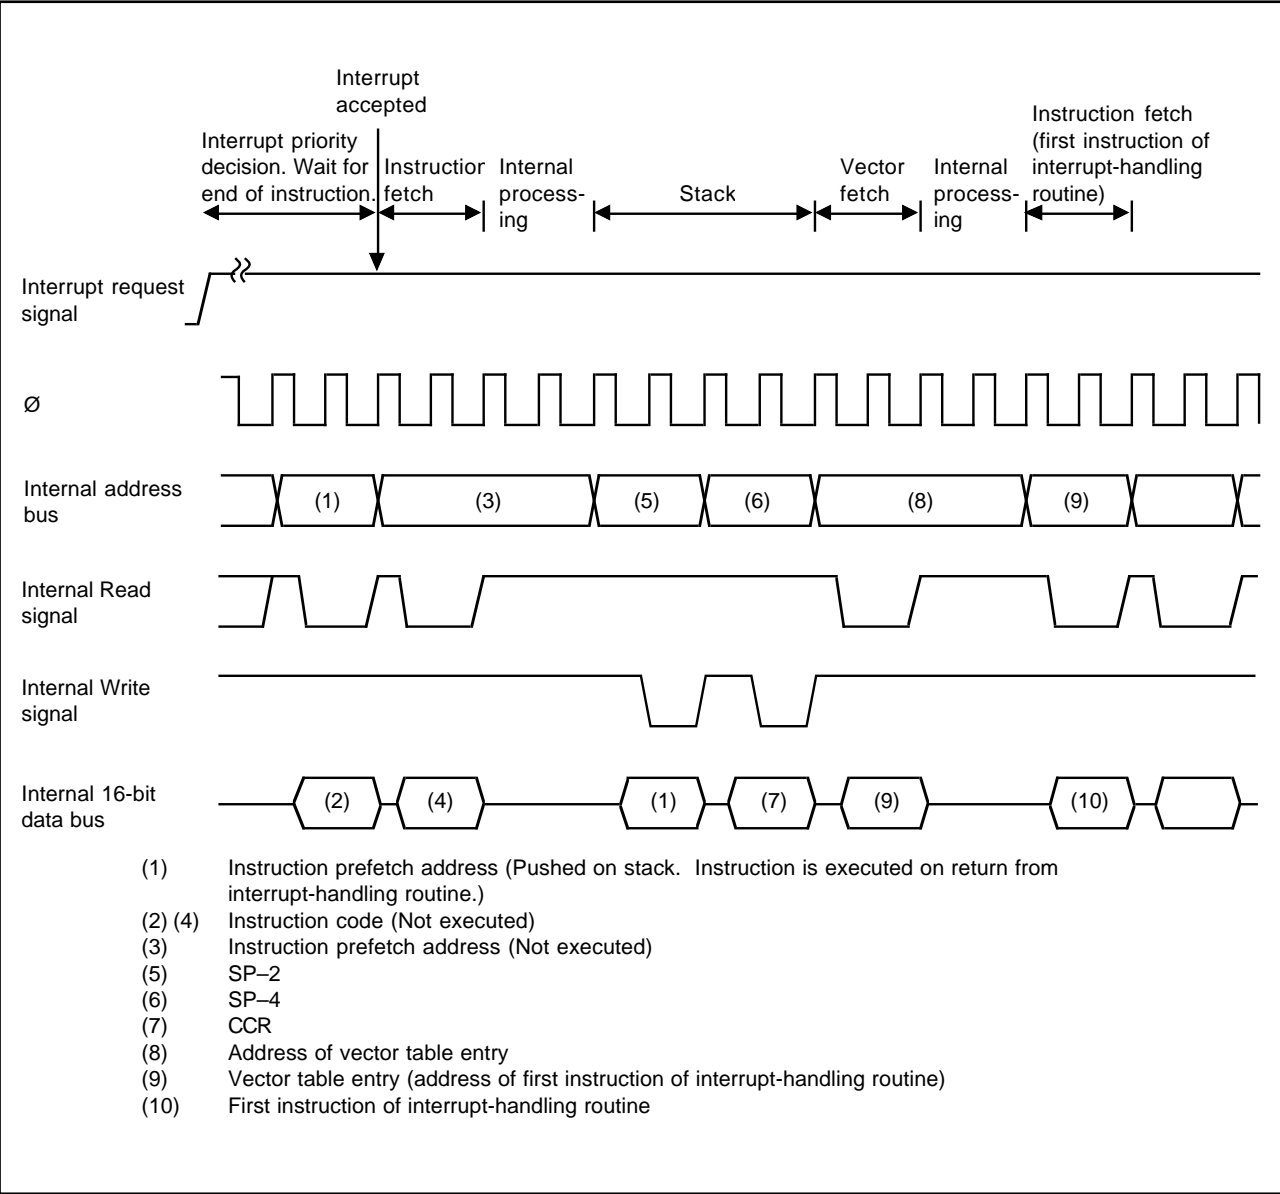 Interrupt
accepted
Interrupt priority
decision. Wait for
end of instruction.
Instruction
fetch
Internal
process-
ing
Stack
Vector
fetch
Internal
process-
ing
Instruction fetch
(first instruction of
interrupt-handling
routine)
Interrupt request
signal
Ø
Internal address
bus
(1) (3) (5) (6) (8) (9)
Internal Read
signal
Internal Write
signal
Internal 16-bit
data bus
(2) (4) (1) (7) (9) (10)
(1) Instruction prefetch address (Pushed on stack. Instruction is executed on return from
interrupt-handling routine.)
(2) (4) Instruction code (Not executed)
(3) Instruction prefetch address (Not executed)
(5) SP–2
(6) SP–4
(7) CCR
(8) Address of vector table entry
(9) Vector table entry (address of first instruction of interrupt-handling routine)
(10) First instruction of interrupt-handling routine